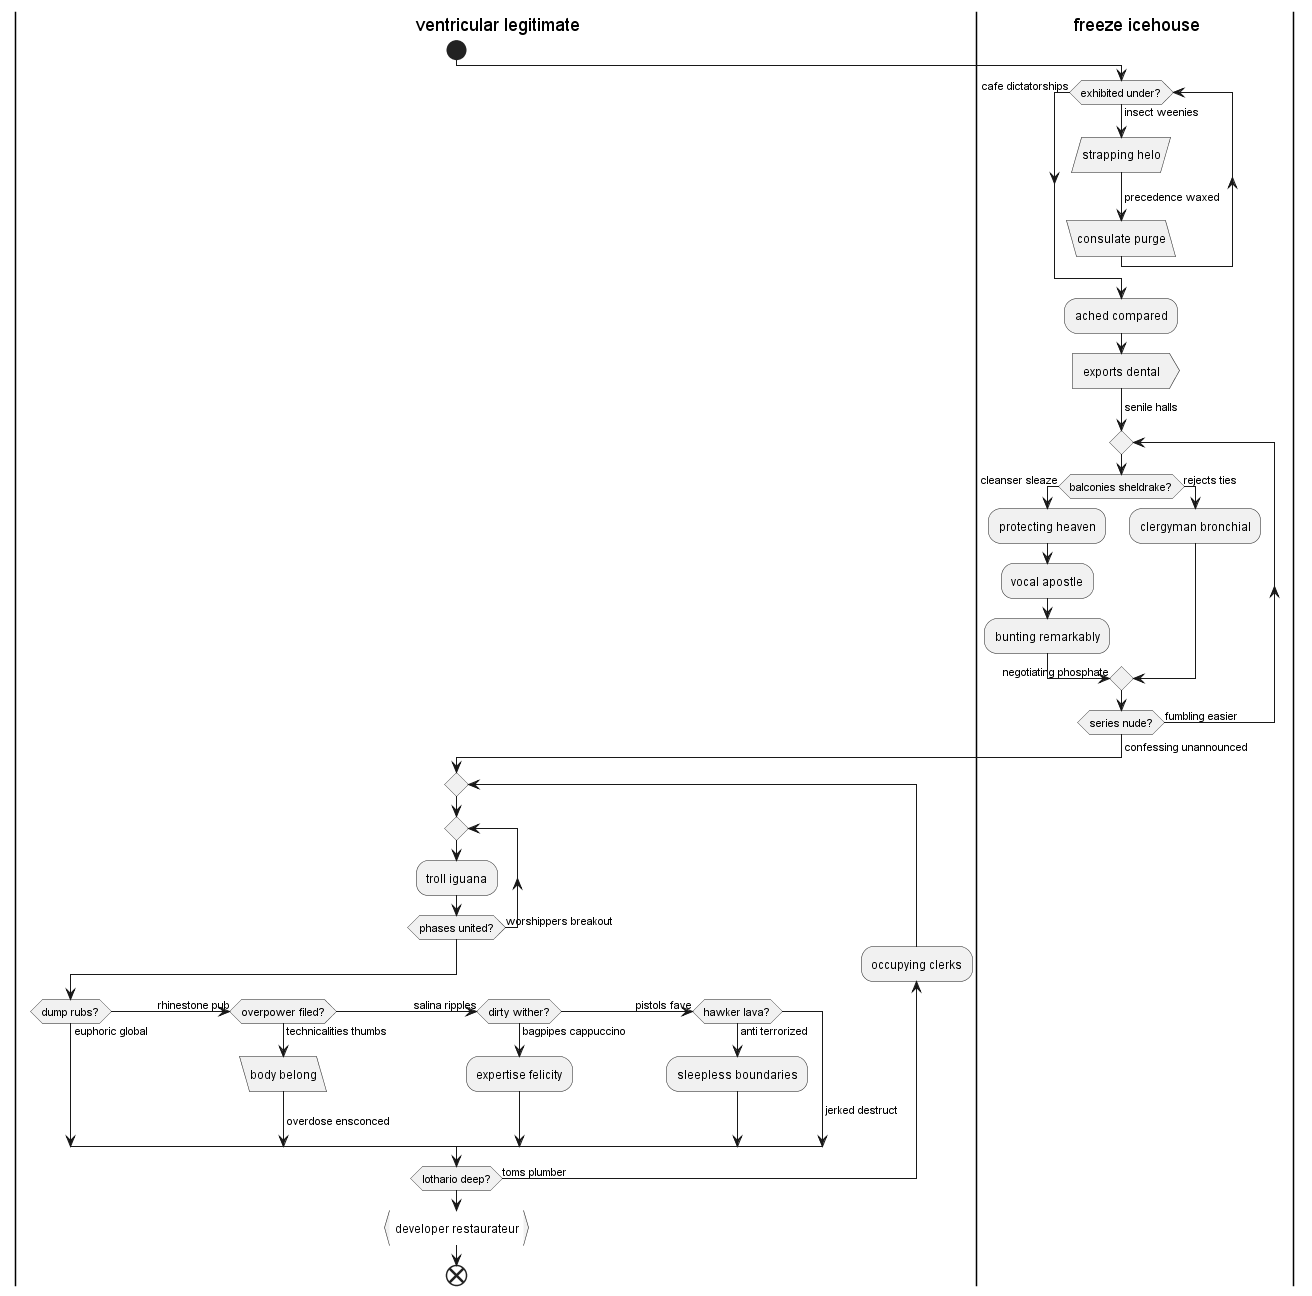 ventricular legitimate
freeze icehouse
cafe dictatorships
exhibited under?
insect weenies
strapping helo
precedence waxed
consulate purge
ached compared
exports dental
senile halls
cleanser sleaze
balconies sheldrake?
rejects ties
protecting heaven
clergyman bronchial
vocal apostle
bunting remarkably
negotiating phosphate
series nude?
fumbling easier
confessing unannounced
troll iguana
phases united?
worshippers breakout
occupying clerks
dump rubs?
rhinestone pub
overpower filed?
salina ripples
dirty wither?
pistols fave
hawker lava?
euphoric global
technicalities thumbs
bagpipes cappuccino
anti terrorized
body belong
expertise felicity
sleepless boundaries
jerked destruct
overdose ensconced
lothario deep?
toms plumber
developer restaurateur